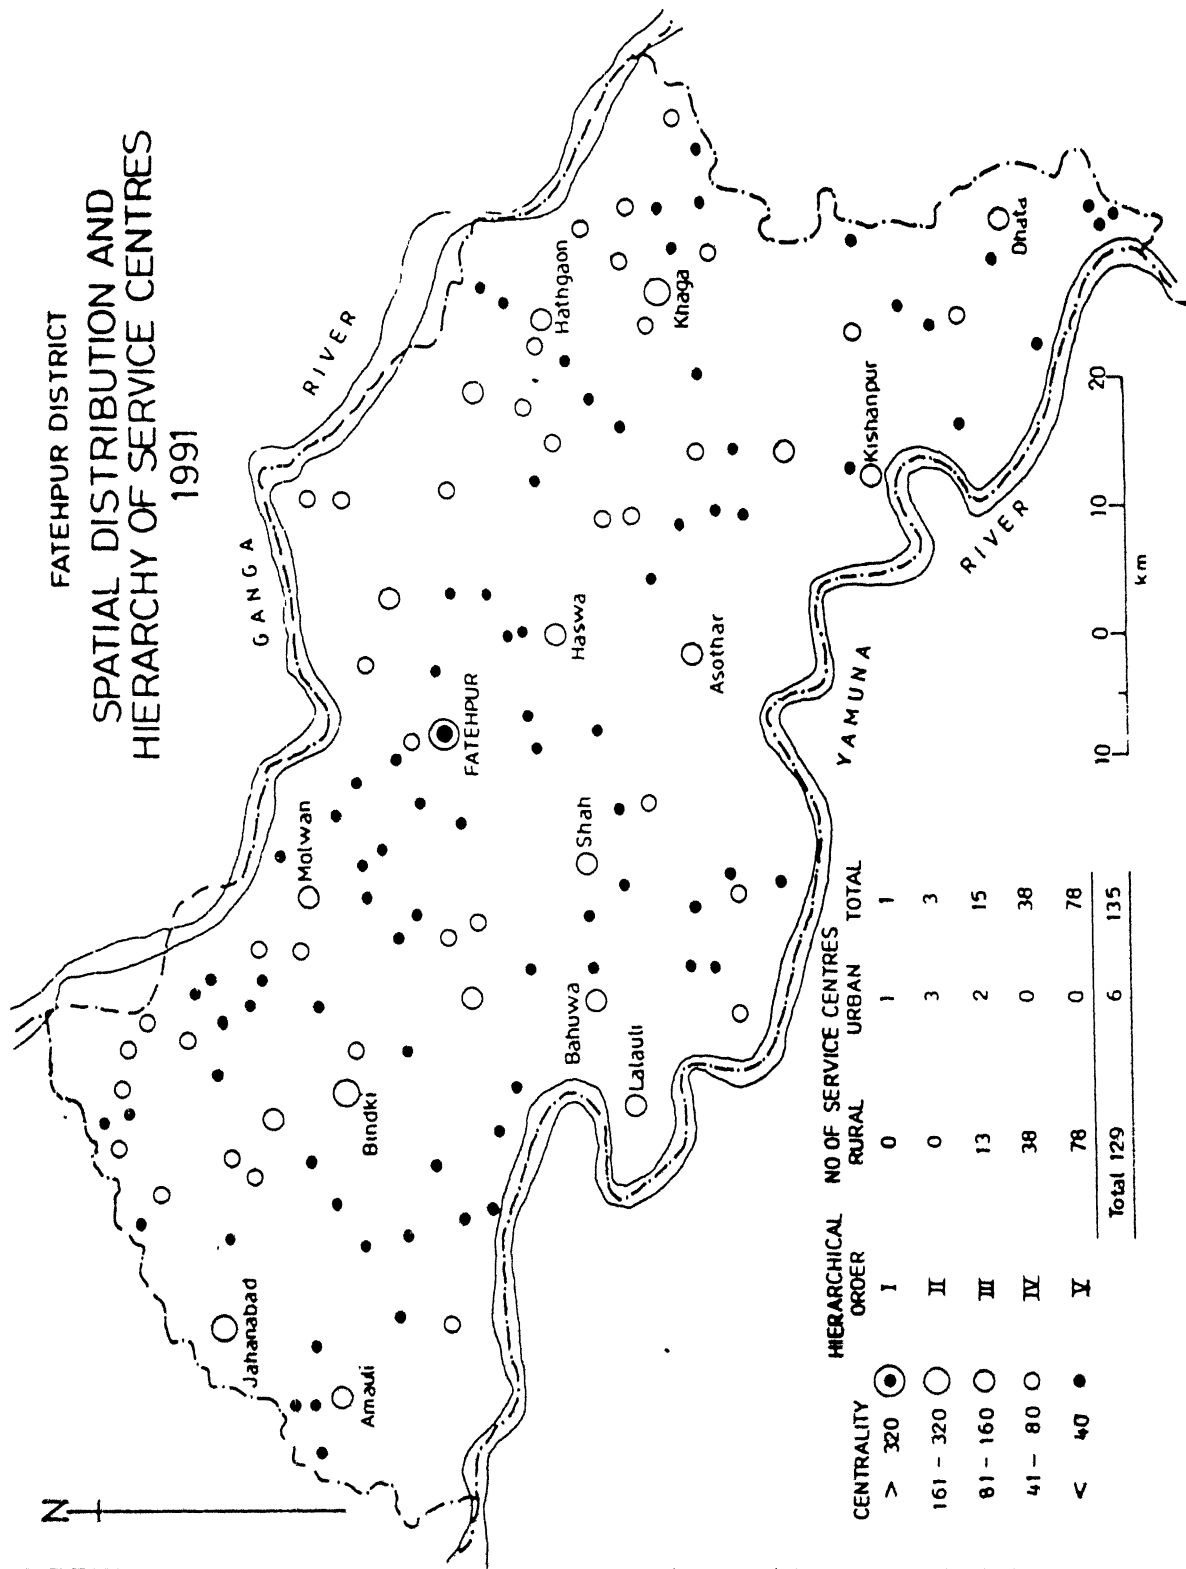 FATEHPUR DISTRICT
SPATIAL DISTRIBUTION AND
HIERARCHY OF SERVICE CENTRES
1991
N
GANGA
RIVER
Jahanabad
Amauli
Bindki
Molwan
FATEHPUR
Hathgaon
Khaga
Haswa
Shah
Bahuwa
Lalauli
Asothar
Kishanpur
Dhata
YAMUNA
RIVER
CENTRALITY
HIERARCHICAL
ORDER
NO OF SERVICE CENTRES
RURAL URBAN TOTAL
> 320 I 0 1 1
161 - 320 II 0 3 3
81 - 160 III 13 2 15
41 - 80 IV 38 0 38
< 40 V 78 0 78
Total 129 6 135
10 0 10 20
km